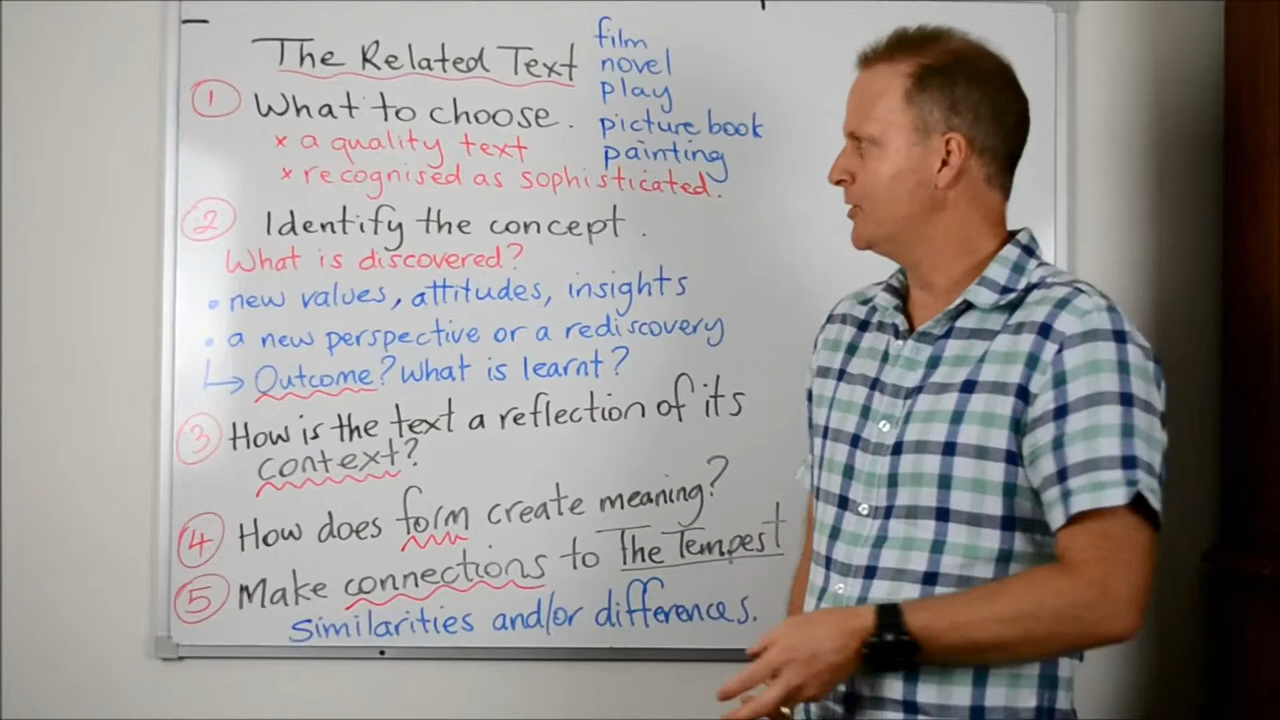 The Related Text
film
novel
play
picture book
painting
1 What to choose.
x a quality text
x recognised as sophisticated.
2 Identify the concept.
What is discovered?
• new values, attitudes, insights
• a new perspective or a rediscovery
↳ Outcome? What is learnt?
3 How is the text a reflection of its
context?
4 How does form create meaning?
5 Make connections to The Tempest
Similarities and/or differences.